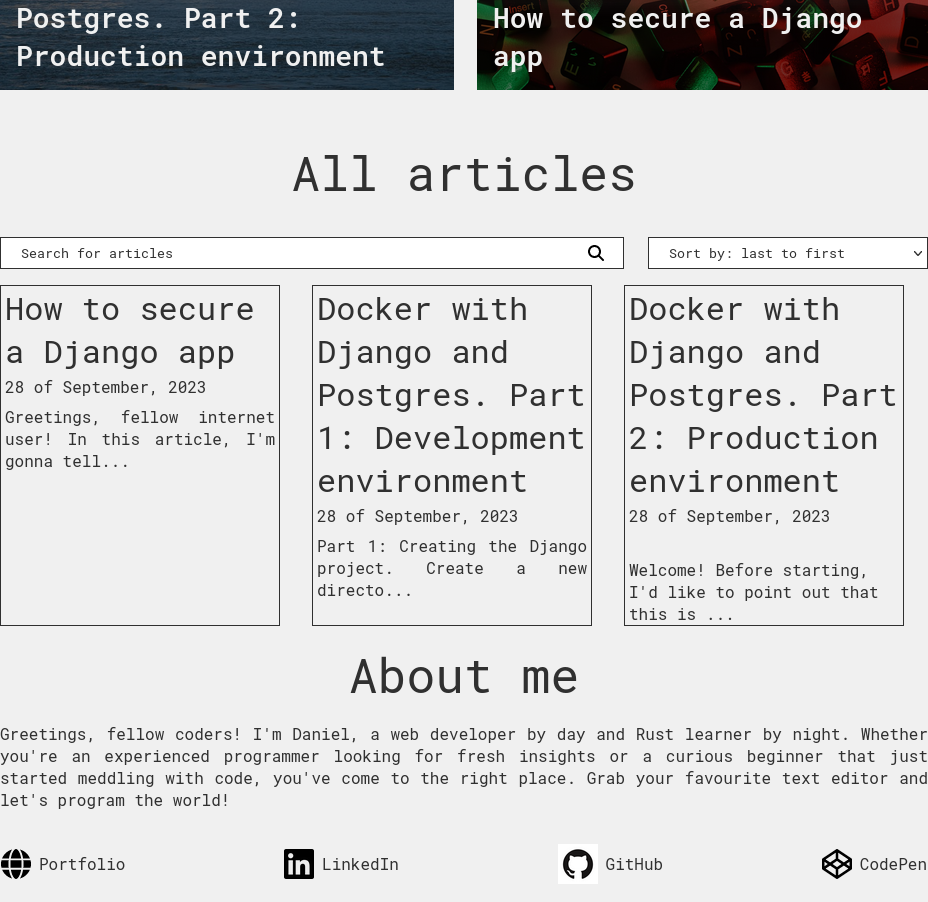 Postgres. Part 2:
Production environment
How to secure a Django
app
All articles
Search for articles
Sort by: last to first
How to secure
a Django app
28 of September, 2023
Greetings, fellow internet
user! In this article, I'm
gonna tell...
Docker with
Django and
Postgres. Part
1: Development
environment
28 of September, 2023
Part 1: Creating the Django
project. Create a new
directo...
Docker with
Django and
Postgres. Part
2: Production
environment
28 of September, 2023
Welcome! Before starting,
I'd like to point out that
this is ...
About me
Greetings, fellow coders! I'm Daniel, a web developer by day and Rust learner by night. Whether
you're an experienced programmer looking for fresh insights or a curious beginner that just
started meddling with code, you've come to the right place. Grab your favourite text editor and
let's program the world!
Portfolio
LinkedIn
GitHub
CodePen